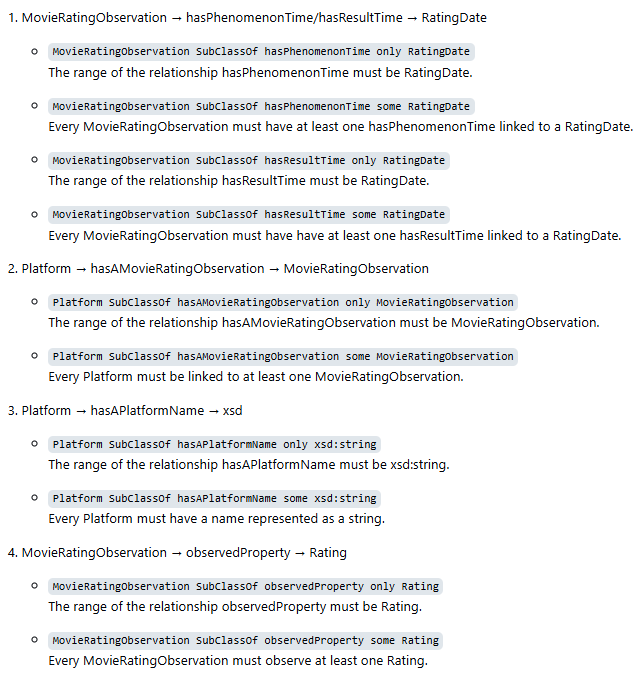 1. MovieRatingObservation → hasPhenomenonTime/hasResultTime → RatingDate
MovieRatingObservation SubClassOf hasPhenomenonTime only RatingDate
The range of the relationship hasPhenomenonTime must be RatingDate.
MovieRatingObservation SubClassOf hasPhenomenonTime some RatingDate
Every MovieRatingObservation must have at least one hasPhenomenonTime linked to a RatingDate.
MovieRatingObservation SubClassOf hasResultTime only RatingDate
The range of the relationship hasResultTime must be RatingDate.
MovieRatingObservation SubClassOf hasResultTime some RatingDate
Every MovieRatingObservation must have have at least one hasResultTime linked to a RatingDate.
2. Platform → hasAMovieRatingObservation → MovieRatingObservation
Platform SubClassOf hasAMovieRatingObservation only MovieRatingObservation
The range of the relationship hasAMovieRatingObservation must be MovieRatingObservation.
Platform SubClassOf hasAMovieRatingObservation some MovieRatingObservation
Every Platform must be linked to at least one MovieRatingObservation.
3. Platform → hasAPlatformName → xsd
Platform SubClassOf hasAPlatformName only xsd:string
The range of the relationship hasAPlatformName must be xsd:string.
Platform SubClassOf hasAPlatformName some xsd:string
Every Platform must have a name represented as a string.
4. MovieRatingObservation → observedProperty → Rating
MovieRatingObservation SubClassOf observedProperty only Rating
The range of the relationship observedProperty must be Rating.
MovieRatingObservation SubClassOf observedProperty some Rating
Every MovieRatingObservation must observe at least one Rating.